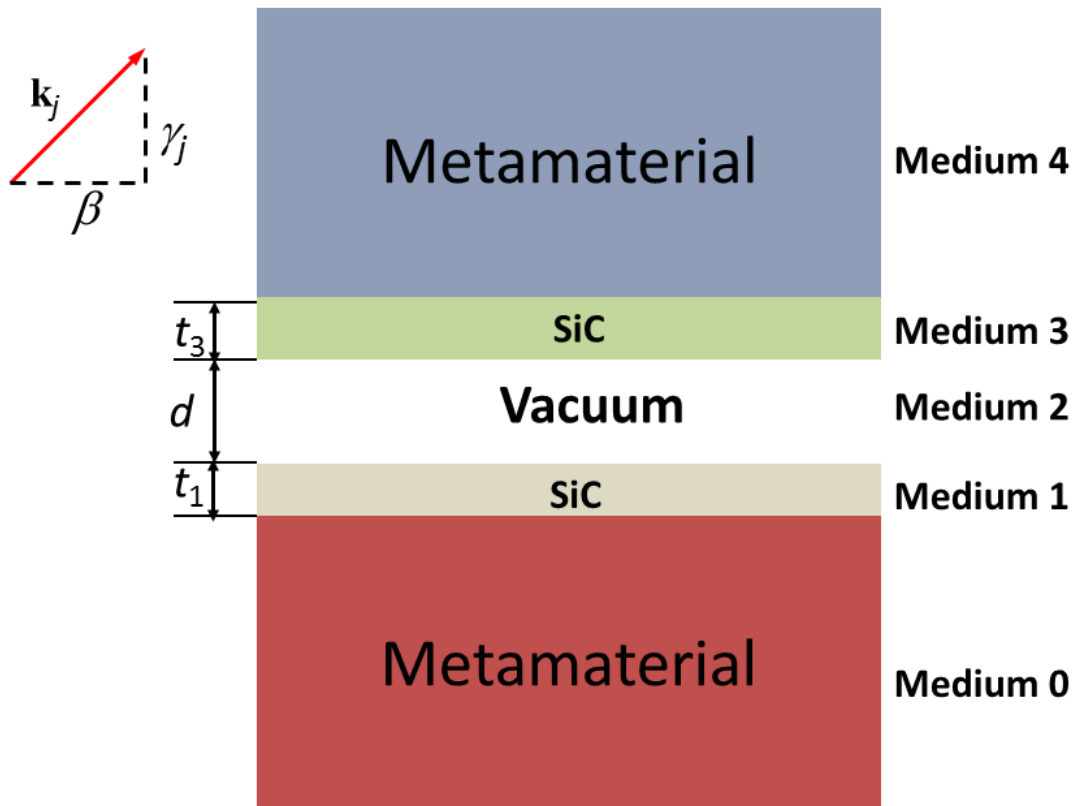 k_j
γ_j
β
Metamaterial
Medium 4
t_3
SiC
Medium 3
d
Vacuum
Medium 2
t_1
SiC
Medium 1
Metamaterial
Medium 0